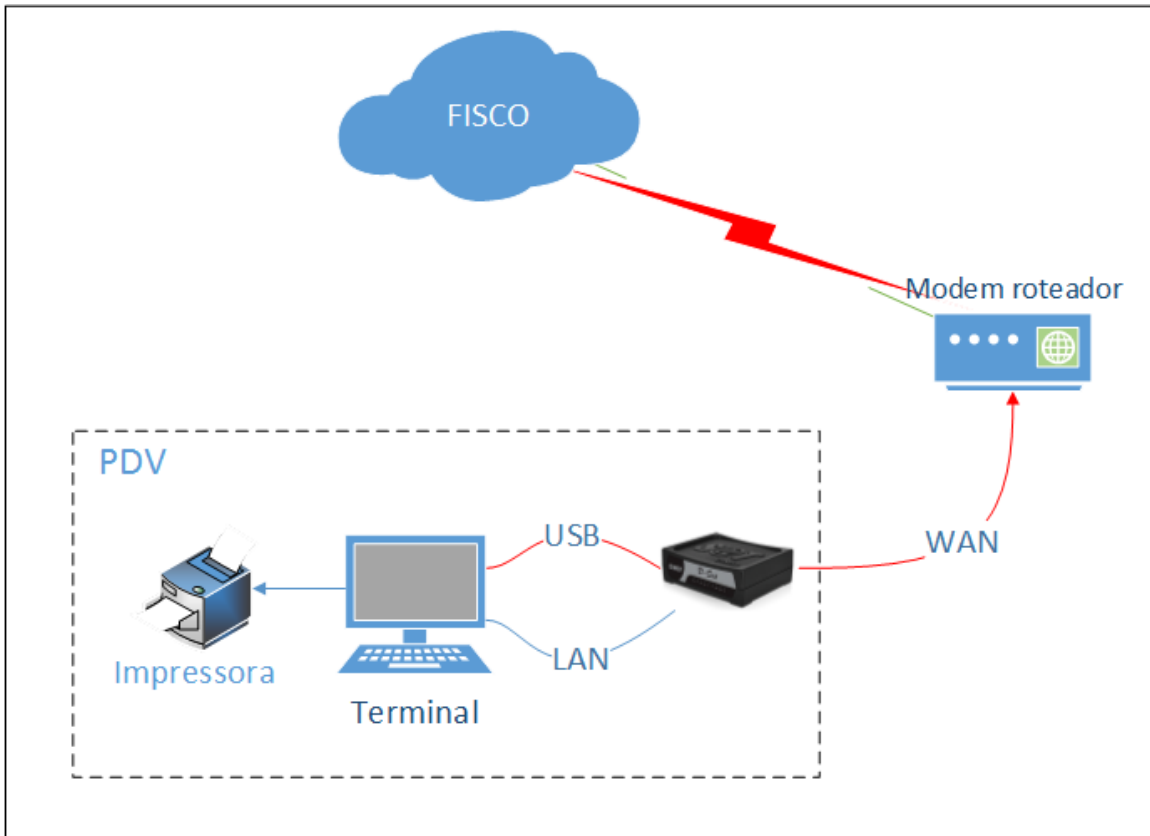 FISCO
Modem roteador
PDV
USB
WAN
LAN
Impressora
Terminal